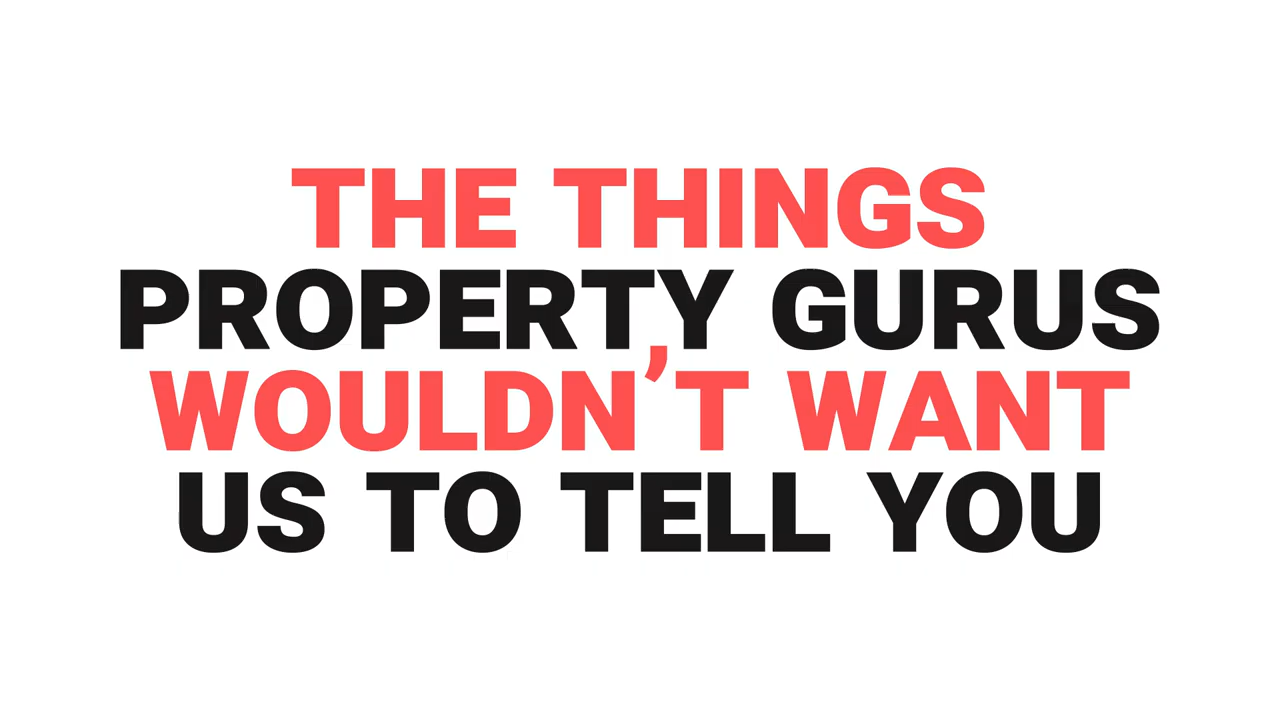 THE THINGS
PROPERTY GURUS
WOULDN’T WANT
US TO TELL YOU